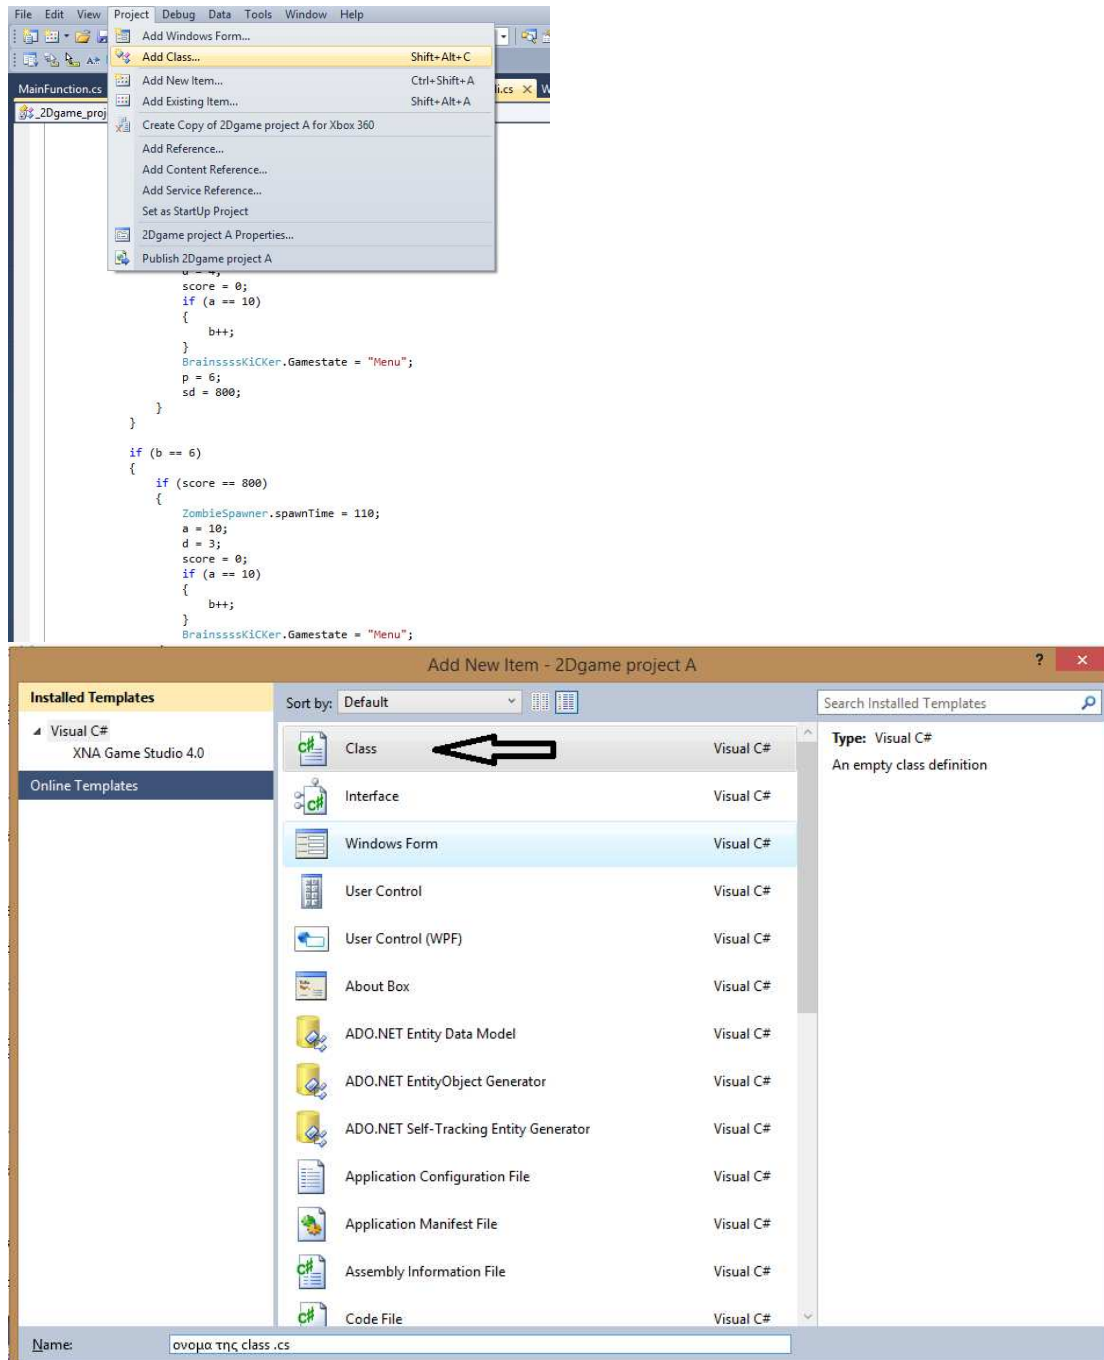 File Edit View Project Debug Data Tools Window Help
Add Windows Form...
Add Class... Shift+Alt+C
MainFunction.cs
Add New Item... Ctrl+Shift+A
i.cs
_2Dgame_proj
Add Existing Item... Shift+Alt+A
Create Copy of 2Dgame project A for Xbox 360
Add Reference...
Add Content Reference...
Add Service Reference...
Set as StartUp Project
2Dgame project A Properties...
Publish 2Dgame project A
score = 0;
if (a == 10)
{
b++;
}
BrainssssKiCKer.Gamestate = "Menu";
p = 6;
sd = 800;
}
}
if (b == 6)
{
if (score == 800)
{
ZombieSpawner.spawnTime = 110;
a = 10;
d = 3;
score = 0;
if (a == 10)
{
b++;
}
BrainssssKiCKer.Gamestate = "Menu";
Add New Item - 2Dgame project A
Installed Templates
Visual C#
XNA Game Studio 4.0
Online Templates
Sort by: Default
Search Installed Templates
Class Visual C#
Interface Visual C#
Windows Form Visual C#
User Control Visual C#
User Control (WPF) Visual C#
About Box Visual C#
ADO.NET Entity Data Model Visual C#
ADO.NET EntityObject Generator Visual C#
ADO.NET Self-Tracking Entity Generator Visual C#
Application Configuration File Visual C#
Application Manifest File Visual C#
Assembly Information File Visual C#
Code File Visual C#
Type: Visual C#
An empty class definition
Name: ονομα της class .cs